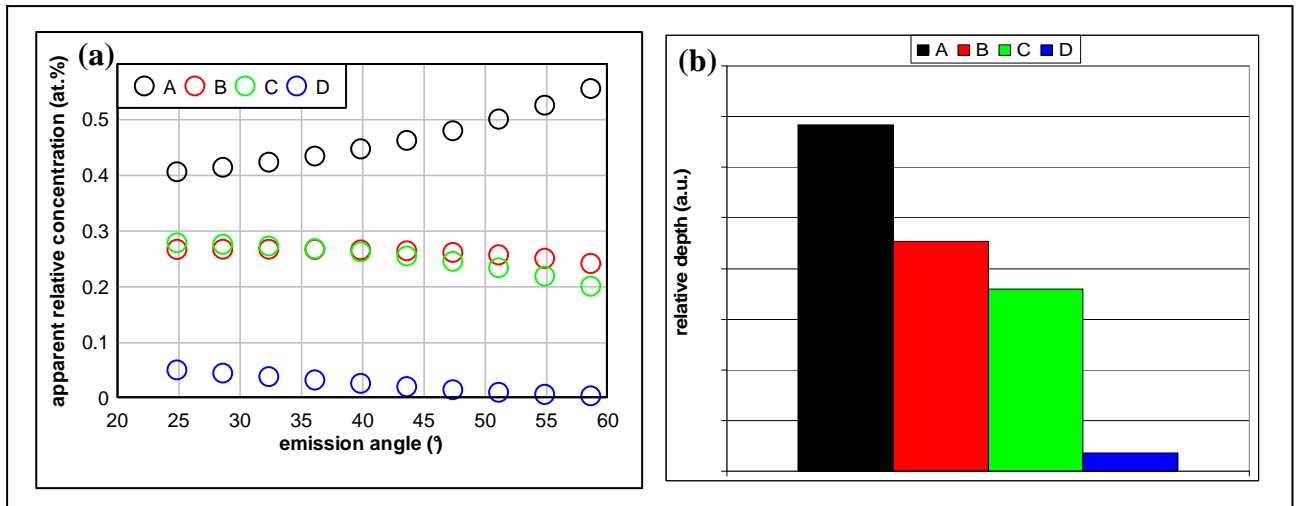 (a)
A B C D
apparent relative concentration (at.%)
0.5
0.4
0.3
0.2
0.1
0
20 25 30 35 40 45 50 55 60
emission angle (°)
(b)
A B C D
relative depth (a.u.)